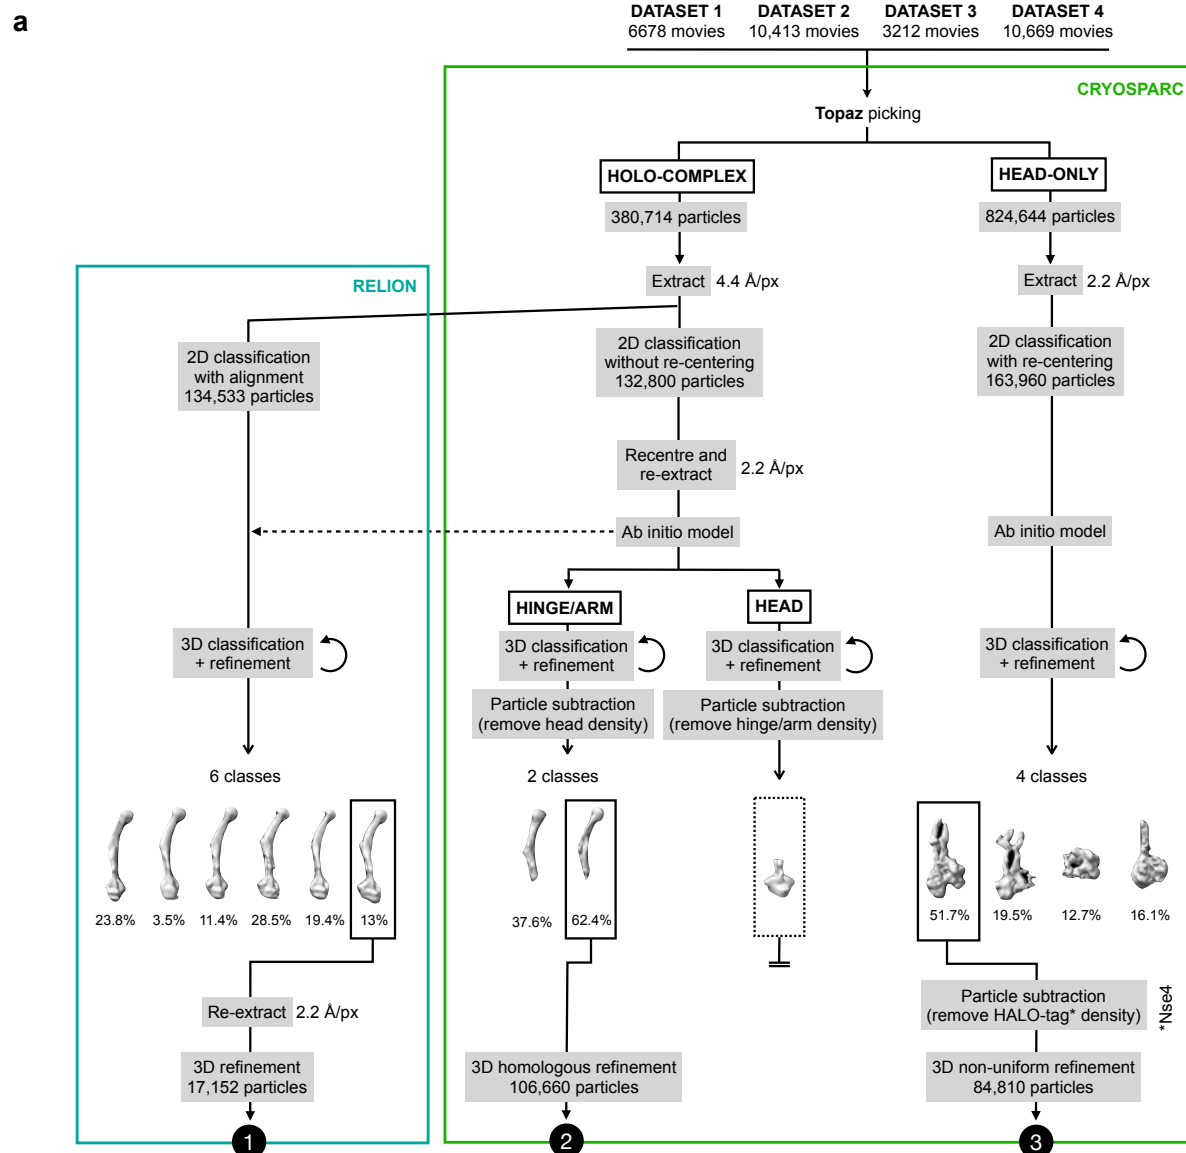 a
DATASET 1 DATASET 2 DATASET 3 DATASET 4
6678 movies 10,413 movies 3212 movies 10,669 movies
CRYOSPARC
Topaz picking
HOLO-COMPLEX
HEAD-ONLY
380,714 particles
824,644 particles
RELION
Extract 4.4 Å/px
Extract 2.2 Å/px
2D classification
with alignment
134,533 particles
2D classification
without re-centering
132,800 particles
2D classification
with re-centering
163,960 particles
Recentre and
re-extract
2.2 Å/px
Ab initio model
Ab initio model
HINGE/ARM
HEAD
3D classification
+ refinement
3D classification
+ refinement
3D classification
+ refinement
3D classification
+ refinement
Particle subtraction
(remove head density)
Particle subtraction
(remove hinge/arm density)
6 classes
2 classes
4 classes
23.8% 3.5% 11.4% 28.5% 19.4% 13%
37.6% 62.4%
51.7% 19.5% 12.7% 16.1%
Re-extract 2.2 Å/px
Particle subtraction
(remove HALO-tag* density)
*Nse4
3D refinement
17,152 particles
3D homologous refinement
106,660 particles
3D non-uniform refinement
84,810 particles
1
2
3